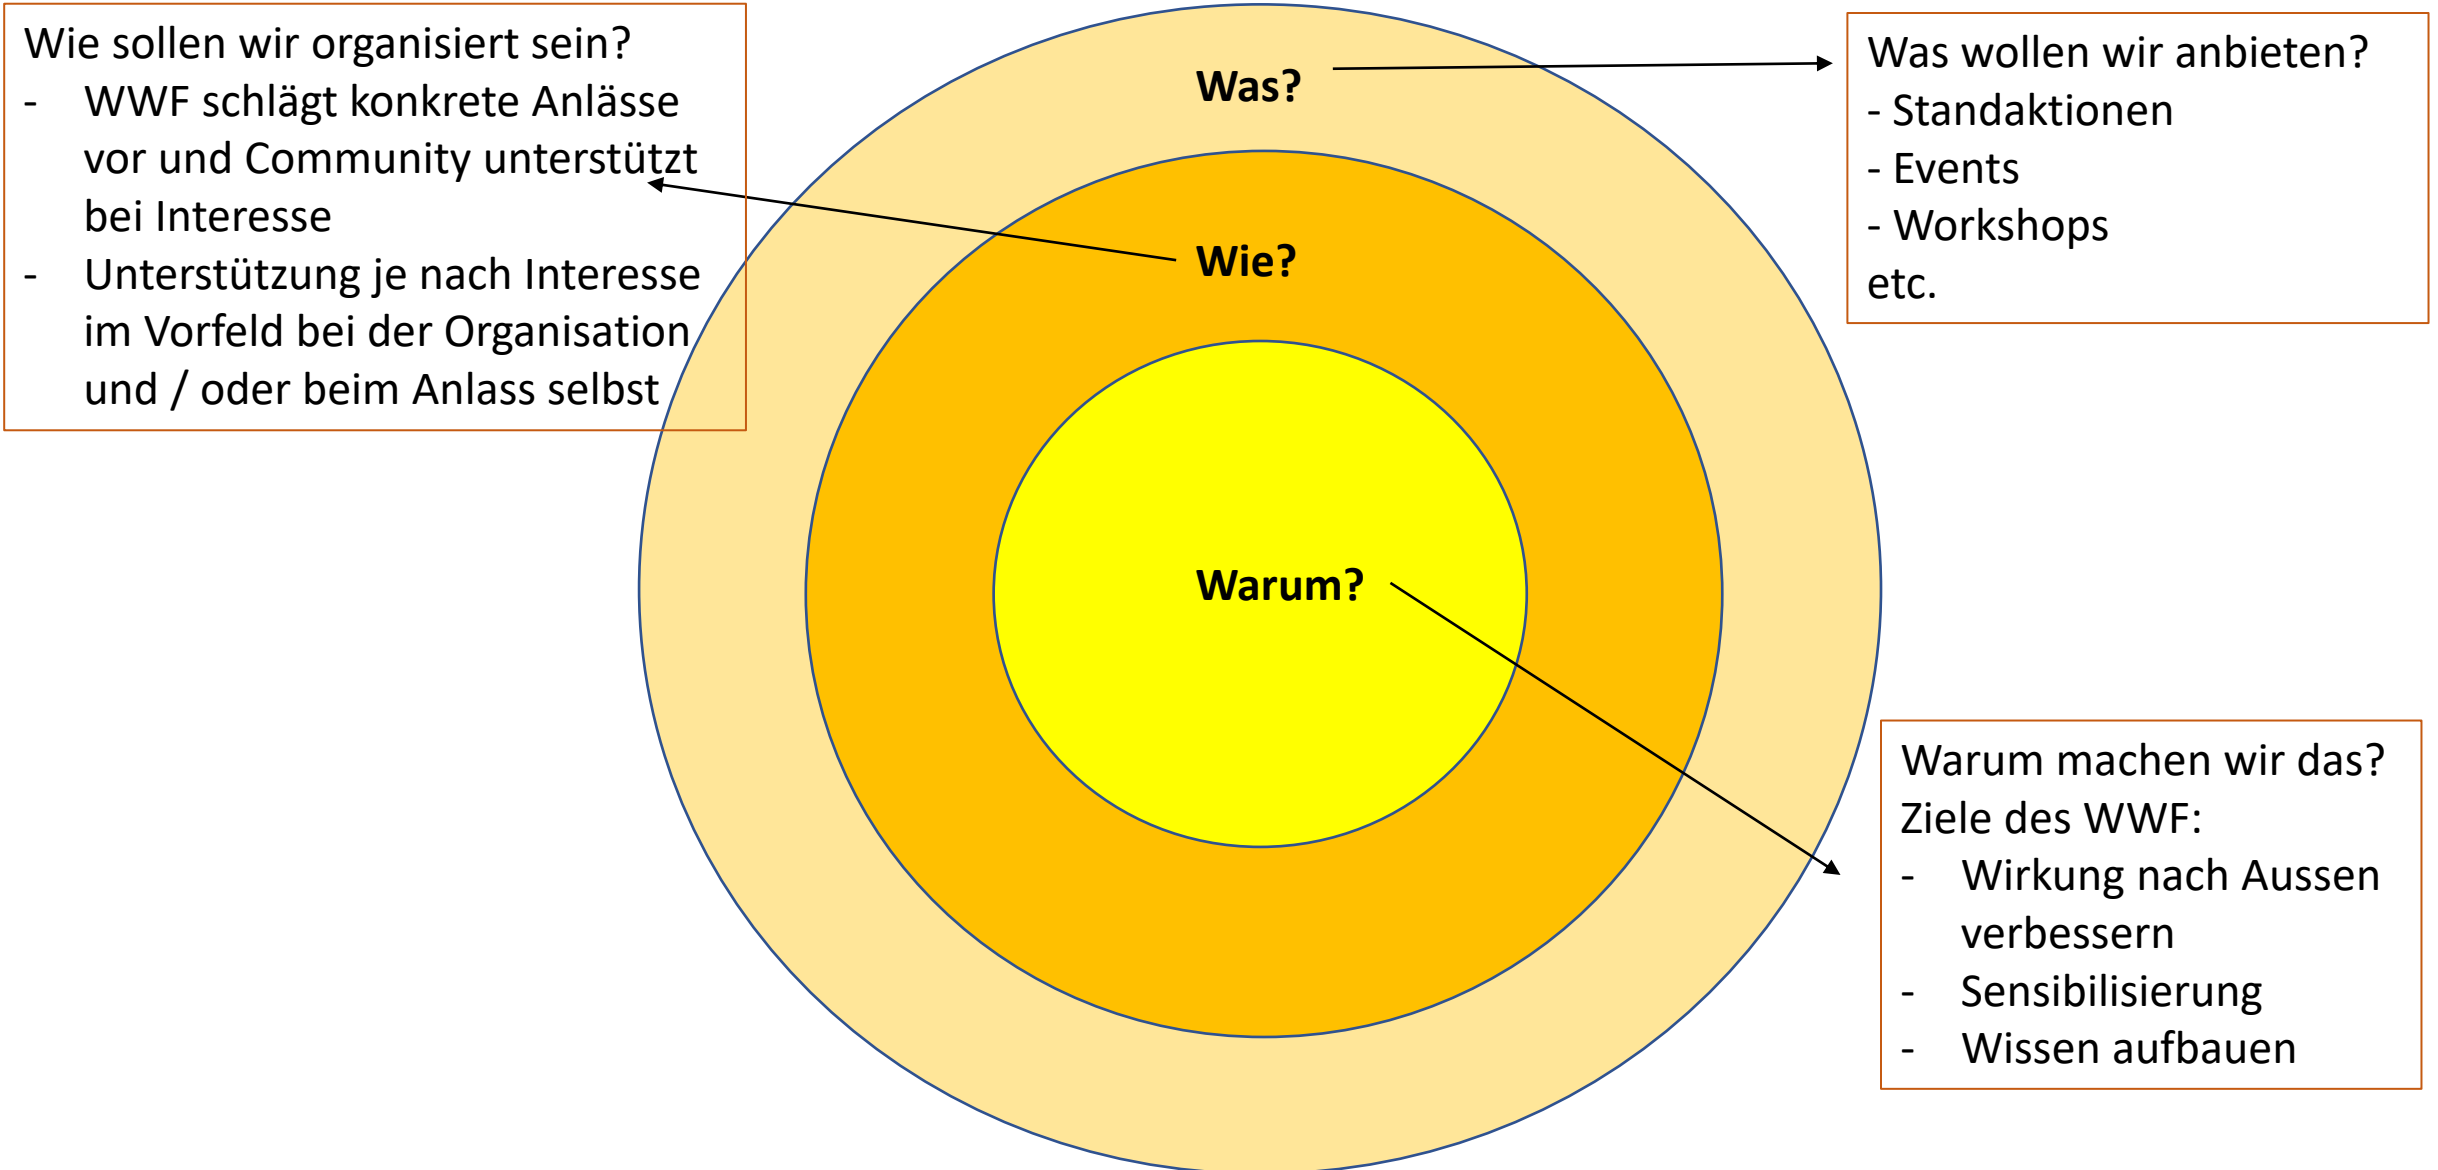 Wie sollen wir organisiert sein?
- WWF schlägt konkrete Anlässe
vor und Community unterstützt
bei Interesse
- Unterstützung je nach Interesse
im Vorfeld bei der Organisation
und / oder beim Anlass selbst
Was?
Wie?
Warum?
Was wollen wir anbieten?
- Standaktionen
- Events
- Workshops
etc.
Warum machen wir das?
Ziele des WWF:
- Wirkung nach Aussen
verbessern
- Sensibilisierung
- Wissen aufbauen